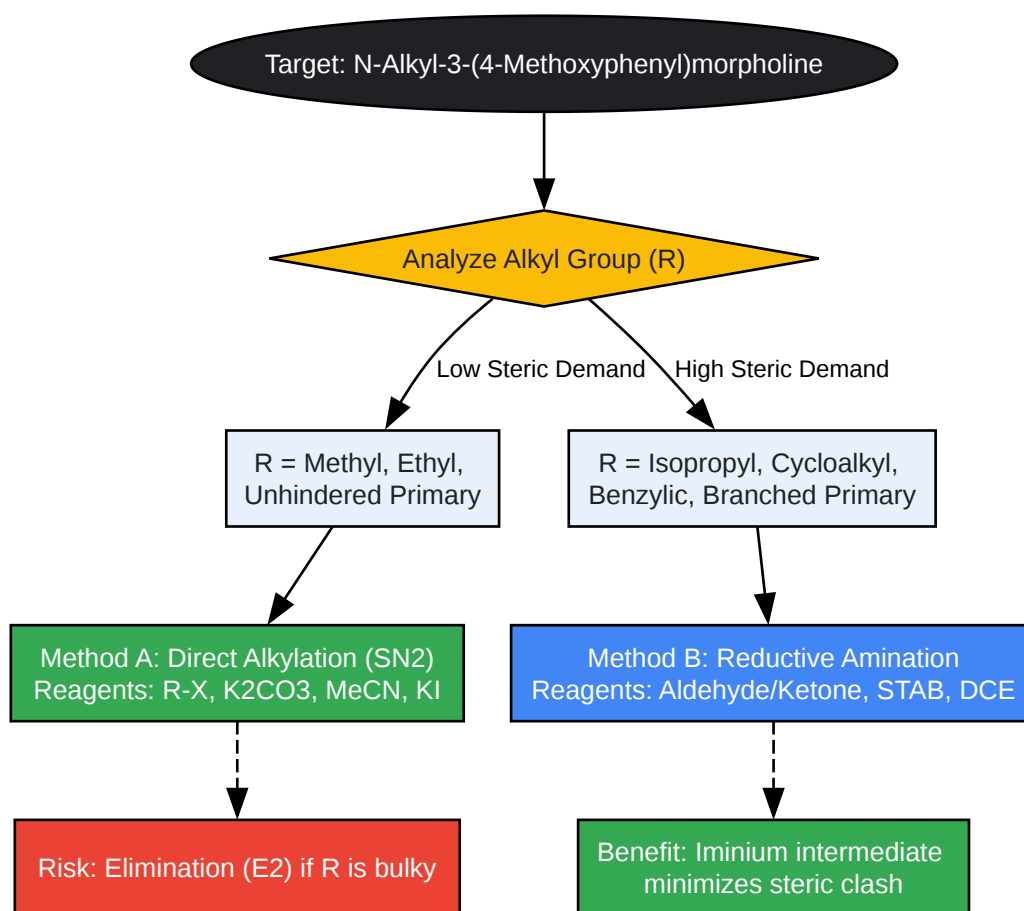 Target: N-Alkyl-3-(4-Methoxyphenyl)morpholine
Analyze Alkyl Group (R)
Low Steric Demand
High Steric Demand
R = Methyl, Ethyl,
Unhindered Primary
R = Isopropyl, Cycloalkyl,
Benzylic, Branched Primary
Method A: Direct Alkylation (SN2)
Reagents: R-X, K2CO3, MeCN, KI
Method B: Reductive Amination
Reagents: Aldehyde/Ketone, STAB, DCE
Risk: Elimination (E2) if R is bulky
Benefit: Iminium intermediate
minimizes steric clash